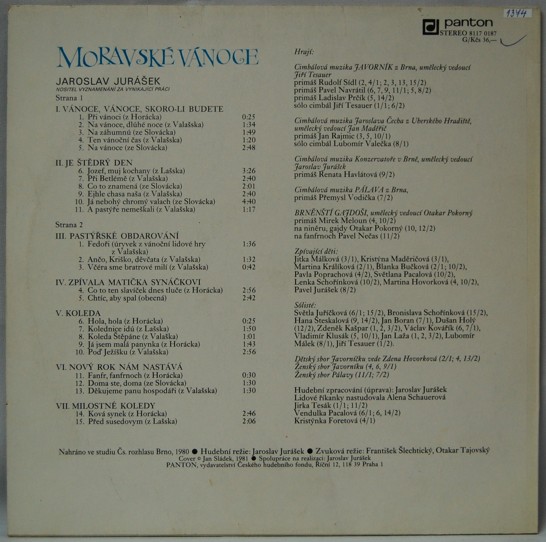 1344
panton
STEREO 8117 0187
G/Kčs 36,—
MORAVSKÉ VÁNOCE
JAROSLAV JURÁŠEK
NOSITEL VYZNAMENÁNÍ ZA VYNIKAJÍCÍ PRÁCI
Strana 1
I. VÁNOCE, VÁNOCE, SKORO-LI BUDETE
1. Při vánoci (z Horácka) 0:25
2. Na vánoce, dlúhé noce (z Valašska) 1:34
3. Na zábumnú (ze Slovácka) 1:49
4. Ten vánoční čas (z Valašska) 1:20
5. Na vánoce (ze Slovácka) 2:48
II. JE ŠTĚDRÝ DEN
6. Jozef, muj kochany (z Lašska) 3:26
7. Při Betlémě (z Valašska) 2:40
8. Co to znamená (ze Slovácka) 2:01
9. Ejhle chasa naša (z Valašska) 2:40
10. Já nebohý chromý valach (ze Slovácka) 4:40
11. A pastýře nemeškali (z Valašska) 1:17
Strana 2
III. PASTÝŘSKÉ OBDAROVÁNÍ
1. Fedoři (úryvek z vánoční lidové hry 1:36
z Valašska)
2. Ančo, Kriško, děvčata (z Valašska) 1:32
3. Včéra sme bratrové milí (z Valašska) 0:42
IV. ZPÍVALA MATIČKA SYNÁČKOVI
4. Co to ten slavíček dnes tluče (z Horácka) 2:56
5. Chtíc, aby spal (obecná) 2:42
V. KOLEDA
6. Hola, hola (z Horácka) 0:25
7. Kolednice idú (z Lašska) 1:50
8. Koleda Štěpáne (z Valašska) 1:01
9. Já jsem malá panynka (z Horácka) 1:43
10. Pod Ježíšku (z Valašska) 2:56
VI. NOVÝ ROK NÁM NASTÁVÁ
11. Fanfr, fanfrnoch (z Horácka) 0:30
12. Doma ste, doma (ze Slovácka) 1:30
13. Děkujeme panu hospodáři (z Valašska) 1:30
VII. MILOSTNÉ KOLEDY
14. Ková synek (z Horácka) 2:46
15. Před susedovým (z Lašska) 2:06
Hrají:
Cimbálová muzika JAVORNÍK z Brna, umělecký vedoucí
Jiří Tesauer
primáš Rudolf Sídl (2, 4/1; 2, 3, 13, 15/2)
primáš Pavel Navrátil (6, 7, 9, 11/1; 5, 8/2)
primáš Ladislav Prčík (5, 14/2)
sólo cimbál Jiří Tesauer (1/1; 6/2)
Cimbálová muzika Jaroslava Čecha z Uherského Hradiště,
umělecký vedoucí Jan Maděřič
primáš Jan Rajmic (3, 5, 10/1)
sólo cimbál Lubomír Valečka (8/1)
Cimbálová muzika Konzervatoře v Brně, umělecký vedoucí
Jaroslav Jurášek
primáš Renata Havlátová (9/2)
Cimbálová muzika PÁLAVA z Brna,
primáš Přemysl Vodička (7/2)
BRNĚNŠTÍ GAJDOŠI, umělecký vedoucí Otakar Pokorný
primáš Mirek Meloun (4, 10/2)
na niněru, gajdy Otakar Pokorný (10, 12/2)
na fanfrnoch Pavel Nečas (11/2)
Zpívající děti:
Jitka Málková (3/1), Kristýna Maděričová (3/1),
Martina Králíková (2/1), Blanka Bučková (2/1; 10/2),
Pavla Poprachová (4/2), Světlana Pacalová (10/2),
Lenka Schořínková (4/2), Martina Hovorková (4, 10/2),
Pavel Jurášek (8/2)
Sólisté:
Světla Juříčková (6/1; 15/2), Bronislava Schořínková (15/2),
Hana Šteskalová (9, 14/2), Jan Boran (7/1), Dušan Holý
(12/2), Zdeněk Kašpar (1, 2, 3/2), Václav Kovářík (6, 7/1),
Vladimír Klusák (5, 10/1), Jan Laža (1, 2, 3/2), Lubomír
Málek (8/1), Jiří Tesauer (1/2).
Dětský sbor Javorníčku vede Zdena Hovorková (2/1; 4, 13/2)
Ženský sbor Javorníku (4, 6, 9/1)
Ženský sbor Pálavy (11/1; 7/2)
Hudební zpracování (úprava): Jaroslav Jurášek
Lidové říkanky nastudovala Alena Schauerová
Jirka Tesák (1/1; 11/2)
Vendulka Pacalová (6/1; 6, 14/2)
Kristýnka Foretová (4/1)
Nahráno ve studiu Čs. rozhlasu Brno, 1980 ● Hudební režie: Jaroslav Jurášek ● Zvuková režie: František Šlechtický, Otakar Tajovský
Cover © Jan Sládek, 1981 ● Spolupráce na realizaci: Jaroslav Jurášek
PANTON, vydavatelství Českého hudebního fondu, Říční 12, 118 39 Praha 1